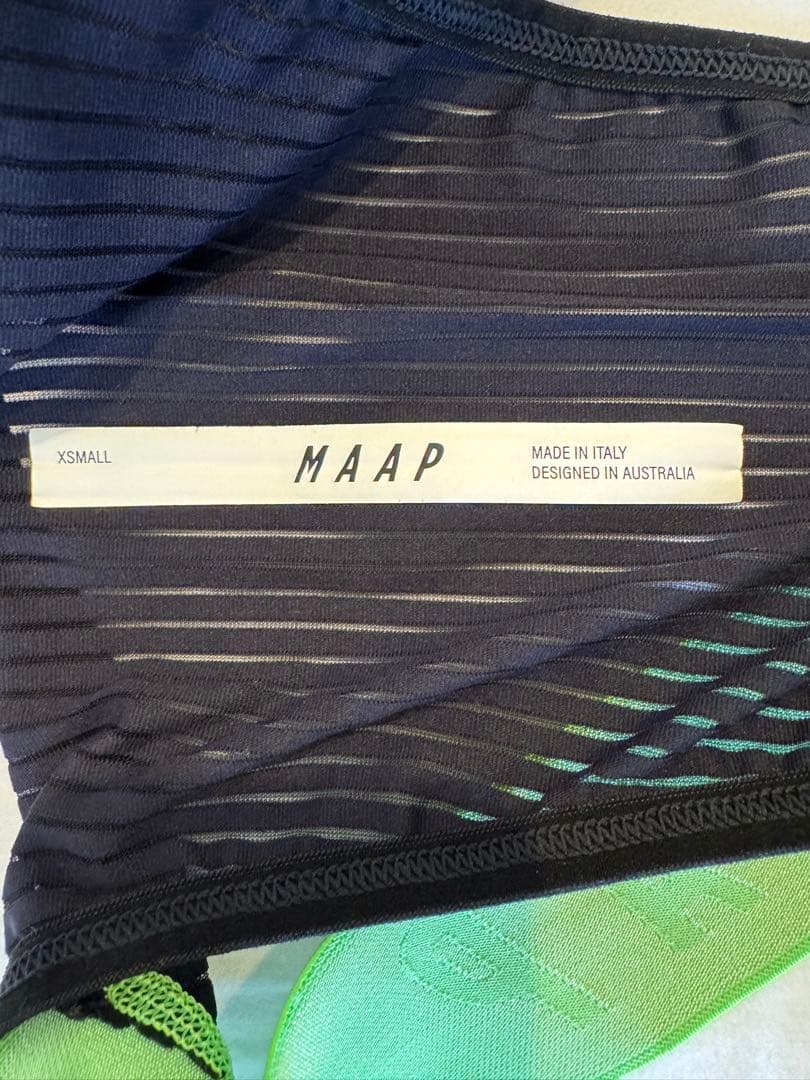 XSMALL
MAAP
MADE IN ITALY
DESIGNED IN AUSTRALIA